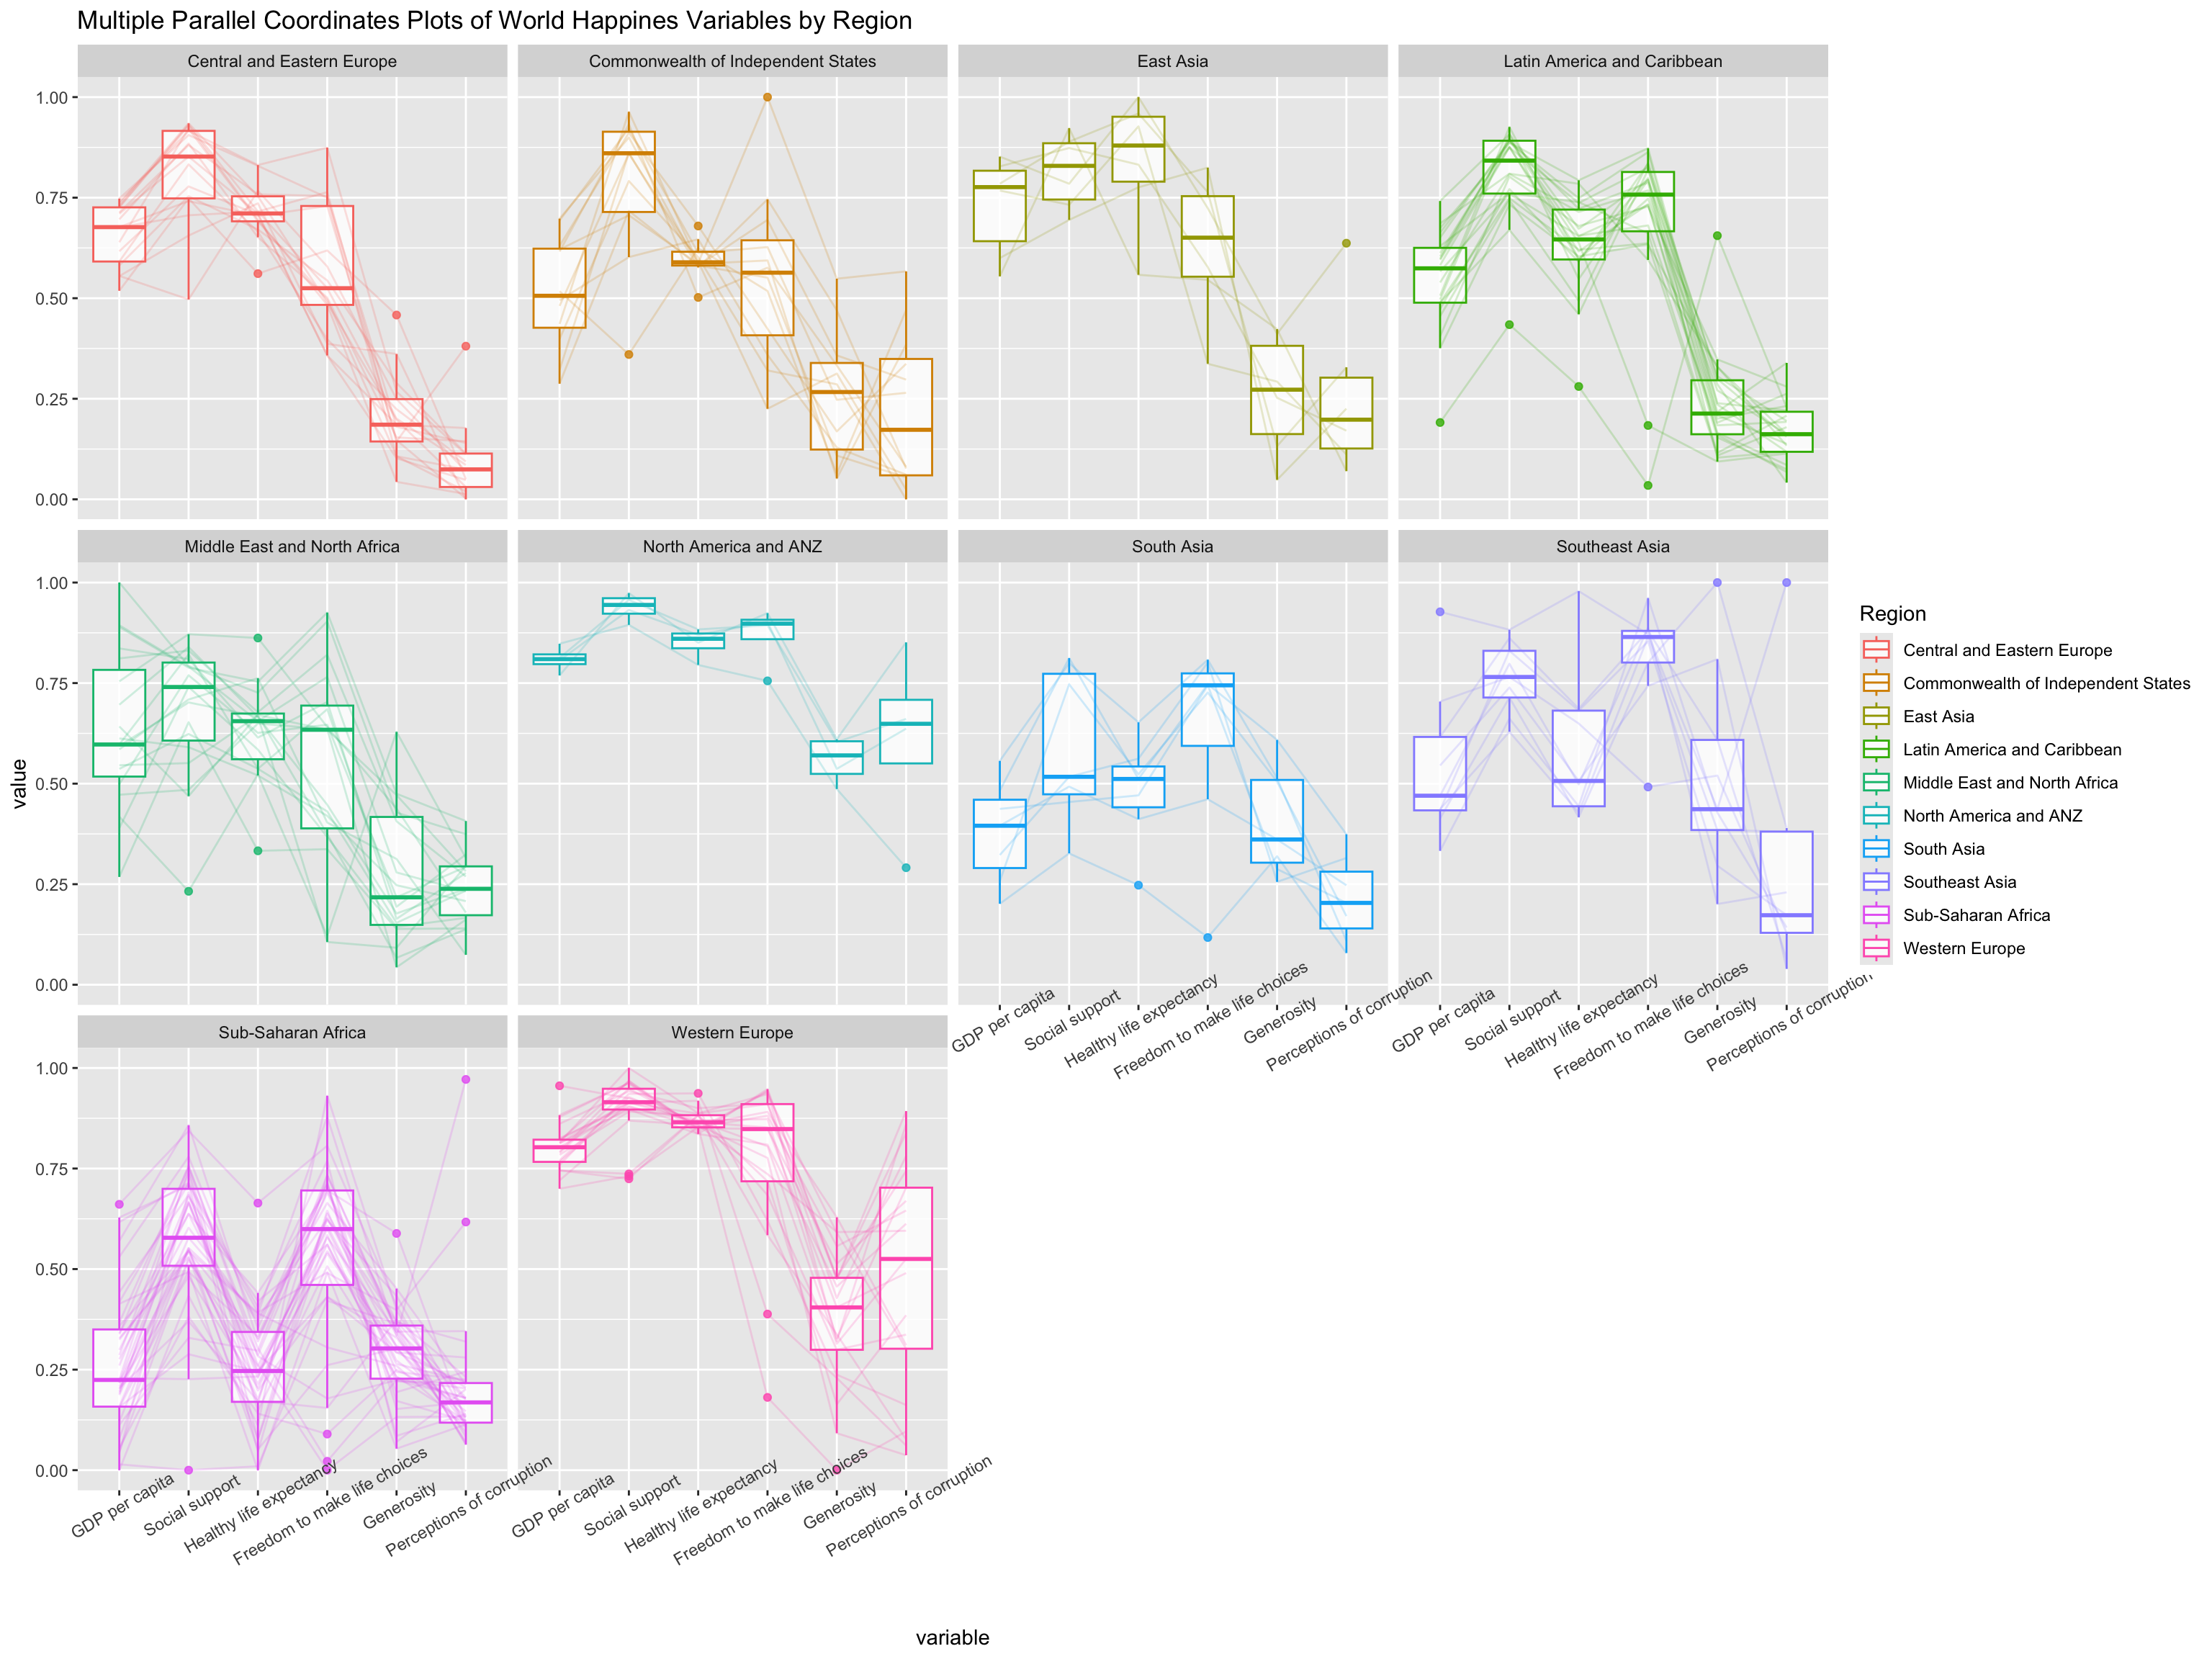 Multiple Parallel Coordinates Plots of World Happines Variables by Region
Central and Eastern Europe
Commonwealth of Independent States
East Asia
Latin America and Caribbean
1.00
0.75
0.50
0.25
0.00
Middle East and North Africa
North America and ANZ
South Asia
Southeast Asia
1.00
0.75
0.50
0.25
0.00
value
GDP per capita
Social support
Healthy life expectancy
Freedom to make life choices
Generosity
Perceptions of corruption
GDP per capita
Social support
Healthy life expectancy
Freedom to make life choices
Generosity
Perceptions of corruption
Region
Central and Eastern Europe
Commonwealth of Independent States
East Asia
Latin America and Caribbean
Middle East and North Africa
North America and ANZ
South Asia
Southeast Asia
Sub-Saharan Africa
Western Europe
Sub-Saharan Africa
Western Europe
1.00
0.75
0.50
0.25
0.00
GDP per capita
Social support
Healthy life expectancy
Freedom to make life choices
Generosity
Perceptions of corruption
GDP per capita
Social support
Healthy life expectancy
Freedom to make life choices
Generosity
Perceptions of corruption
variable